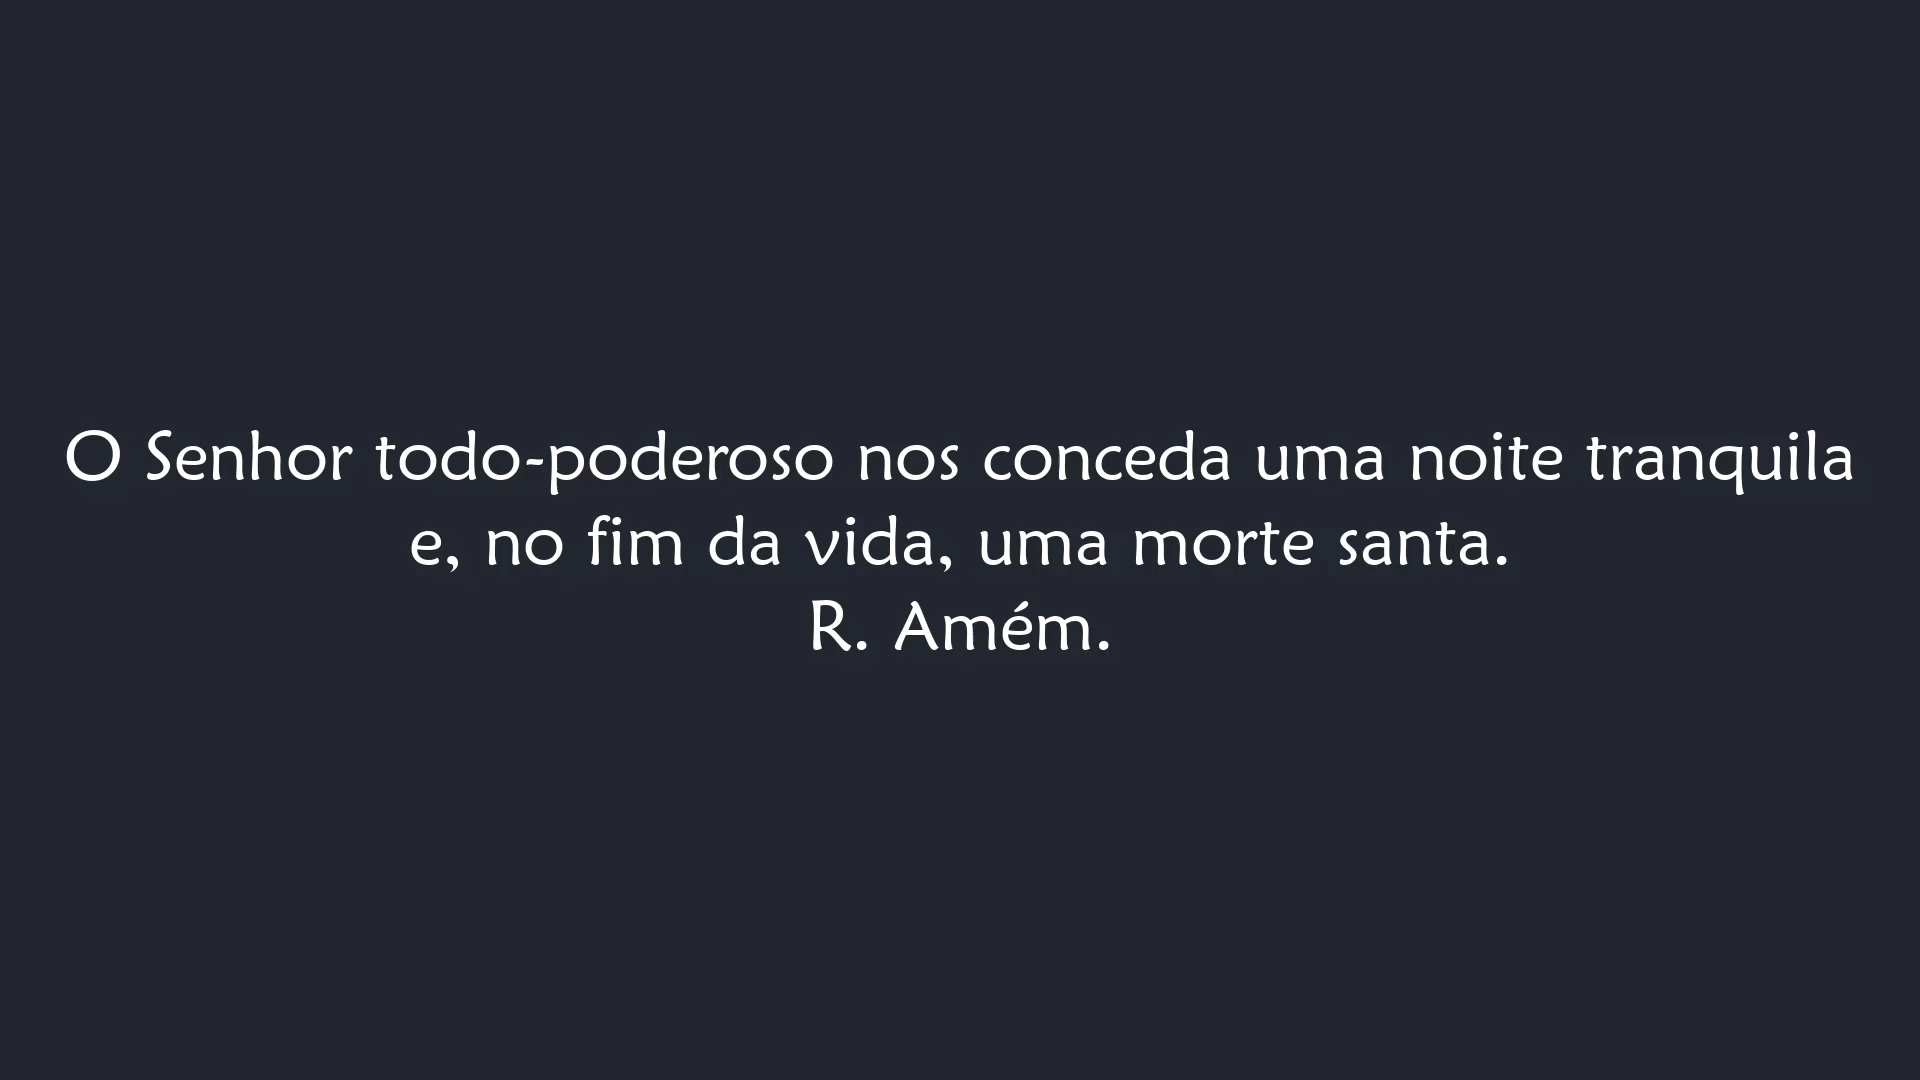 O Senhor todo-poderoso nos conceda uma noite tranquila
e, no fim da vida, uma morte santa.
R. Amém.